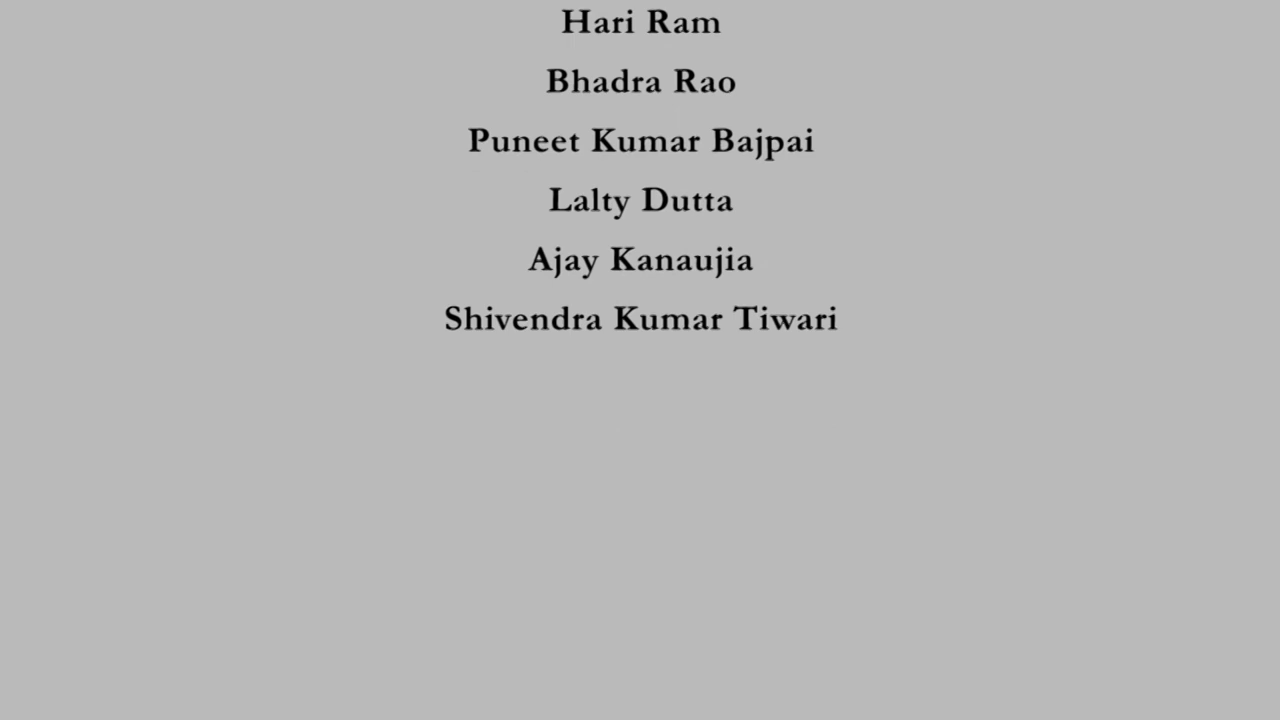 Hari Ram
Bhadra Rao
Puneet Kumar Bajpai
Lalty Dutta
Ajay Kanaujia
Shivendra Kumar Tiwari